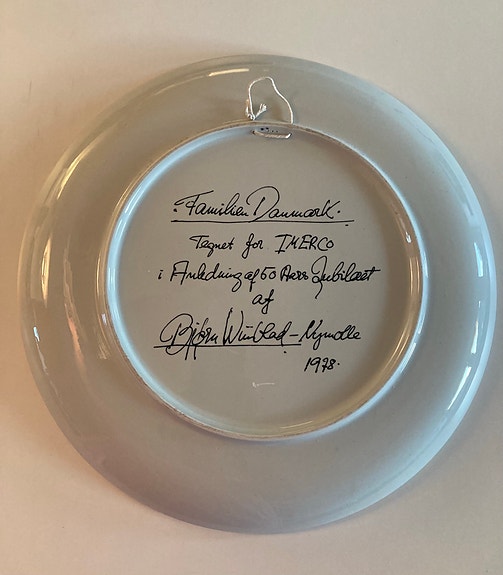 "Familien Danmark"
Tegnet for IMERCO
i Anledning af 50 Aars Jubilæet
af
Bjørn Wiinblad - Nymølle
1978.